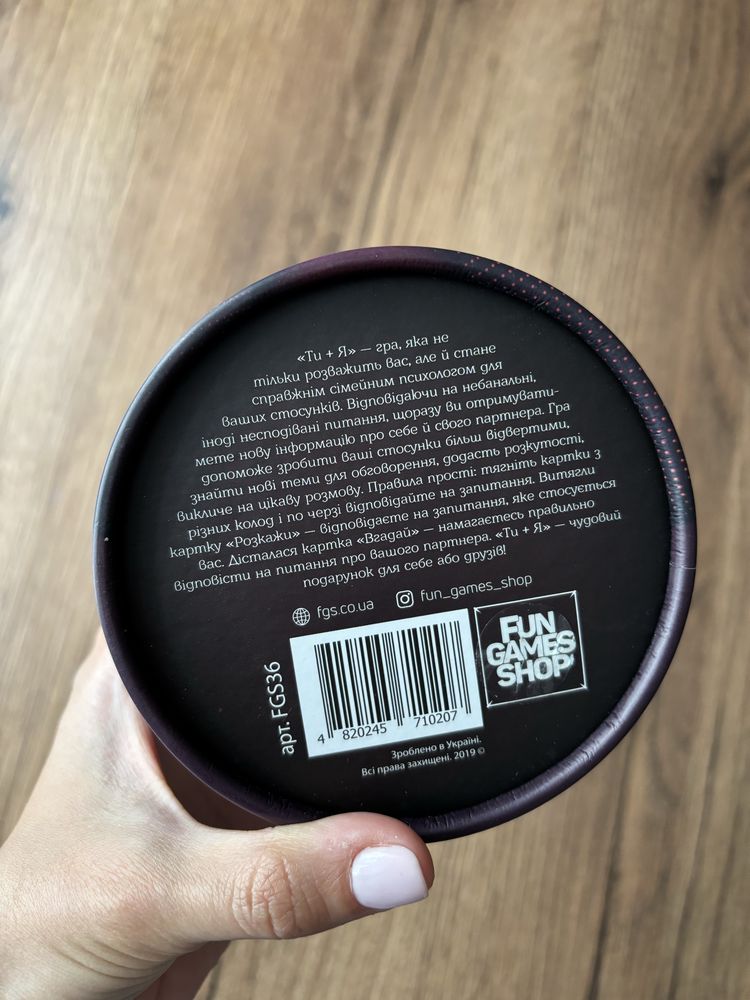 «Ти + Я» — гра, яка не
тільки розважить вас, але й стане
справжнім сімейним психологом для
ваших стосунків. Відповідаючи на небанальні,
іноді несподівані питання, щоразу ви отримувати-
мете нову інформацію про себе й свого партнера. Гра
допоможе зробити ваші стосунки більш відвертими,
знайти нові теми для обговорення, додасть розкутості,
викличе на цікаву розмову. Правила прості: тягніть картки з
різних колод і по черзі відповідайте на запитання. Витягли
картку «Розкажи» — відповідаєте на запитання, яке стосується
вас. Дісталася картка «Вгадай» — намагаєтесь правильно
відповісти на питання про вашого партнера. «Ти + Я» — чудовий
подарунок для себе або друзів!
fgs.co.ua fun_games_shop
арт. FGS36
4 820245 710207
FUN
GAMES
SHOP
Зроблено в Україні.
Всі права захищені. 2019 ©